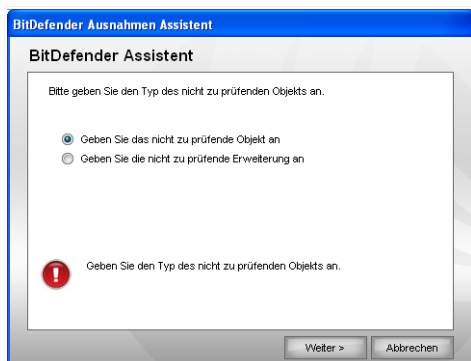 BitDefender Ausnahmen Assistent
BitDefender Assistent
Bitte geben Sie den Typ des nicht zu prüfenden Objekts an.
Geben Sie das nicht zu prüfende Objekt an
Geben Sie die nicht zu prüfende Erweiterung an
Geben Sie den Typ des nicht zu prüfenden Objekts an.
Weiter >
Abbrechen